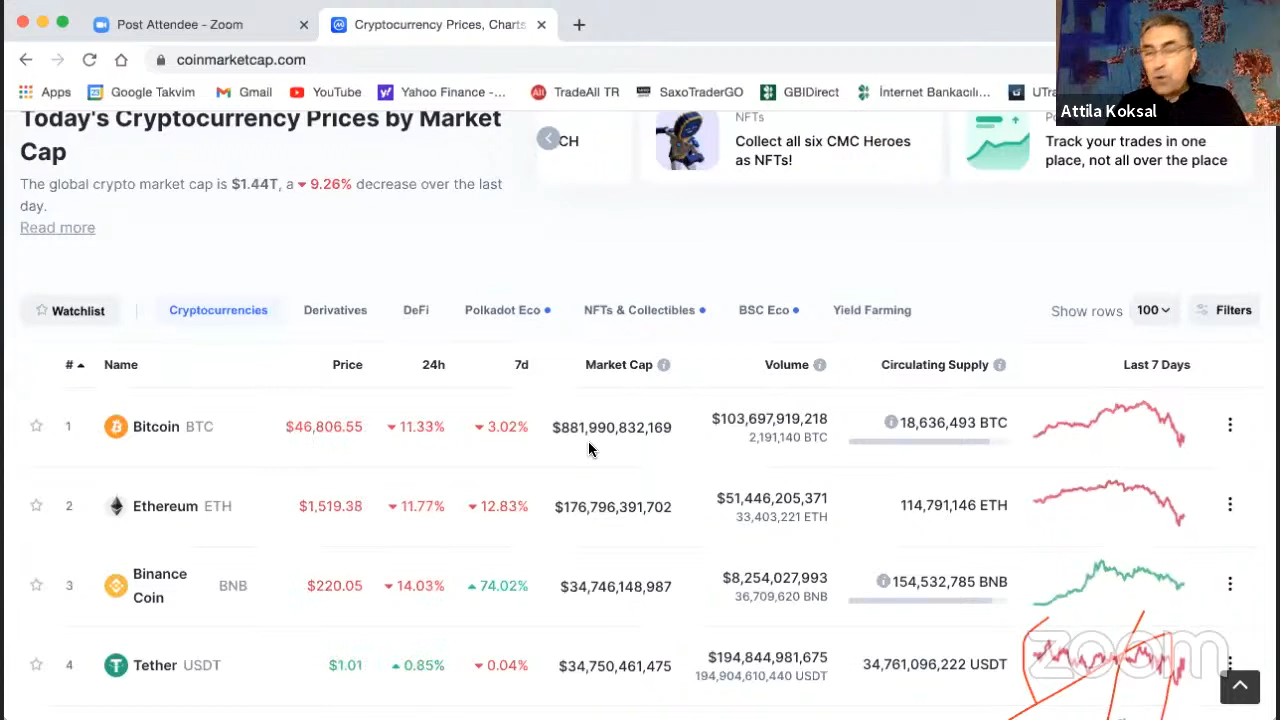 Post Attendee - Zoom
Cryptocurrency Prices, Charts
coinmarketcap.com
Apps
Google Takvim
Gmail
YouTube
Yahoo Finance -...
TradeAll TR
SaxoTraderGO
GBIDirect
İnternet Bankacılı...
UTra
Attila Koksal
Today's Cryptocurrency Prices by Market
Cap
The global crypto market cap is $1.44T, a 9.26% decrease over the last
day.
Read more
CH
NFTs
Collect all six CMC Heroes
as NFTs!
Track your trades in one
place, not all over the place
Watchlist
Cryptocurrencies
Derivatives
DeFi
Polkadot Eco
NFTs & Collectibles
BSC Eco
Yield Farming
Show rows
100
Filters
# Name Price 24h 7d Market Cap Volume Circulating Supply Last 7 Days
1 Bitcoin BTC $46,806.55 11.33% 3.02% $881,990,832,169 $103,697,919,218 18,636,493 BTC
2,191,140 BTC
2 Ethereum ETH $1,519.38 11.77% 12.83% $176,796,391,702 $51,446,205,371 114,791,146 ETH
33,403,221 ETH
3 Binance
Coin BNB $220.05 14.03% 74.02% $34,746,148,987 $8,254,027,993 154,532,785 BNB
36,709,620 BNB
4 Tether USDT $1.01 0.85% 0.04% $34,750,461,475 $194,844,981,675 34,761,096,222 USDT
194,904,610,440 USDT
zoom